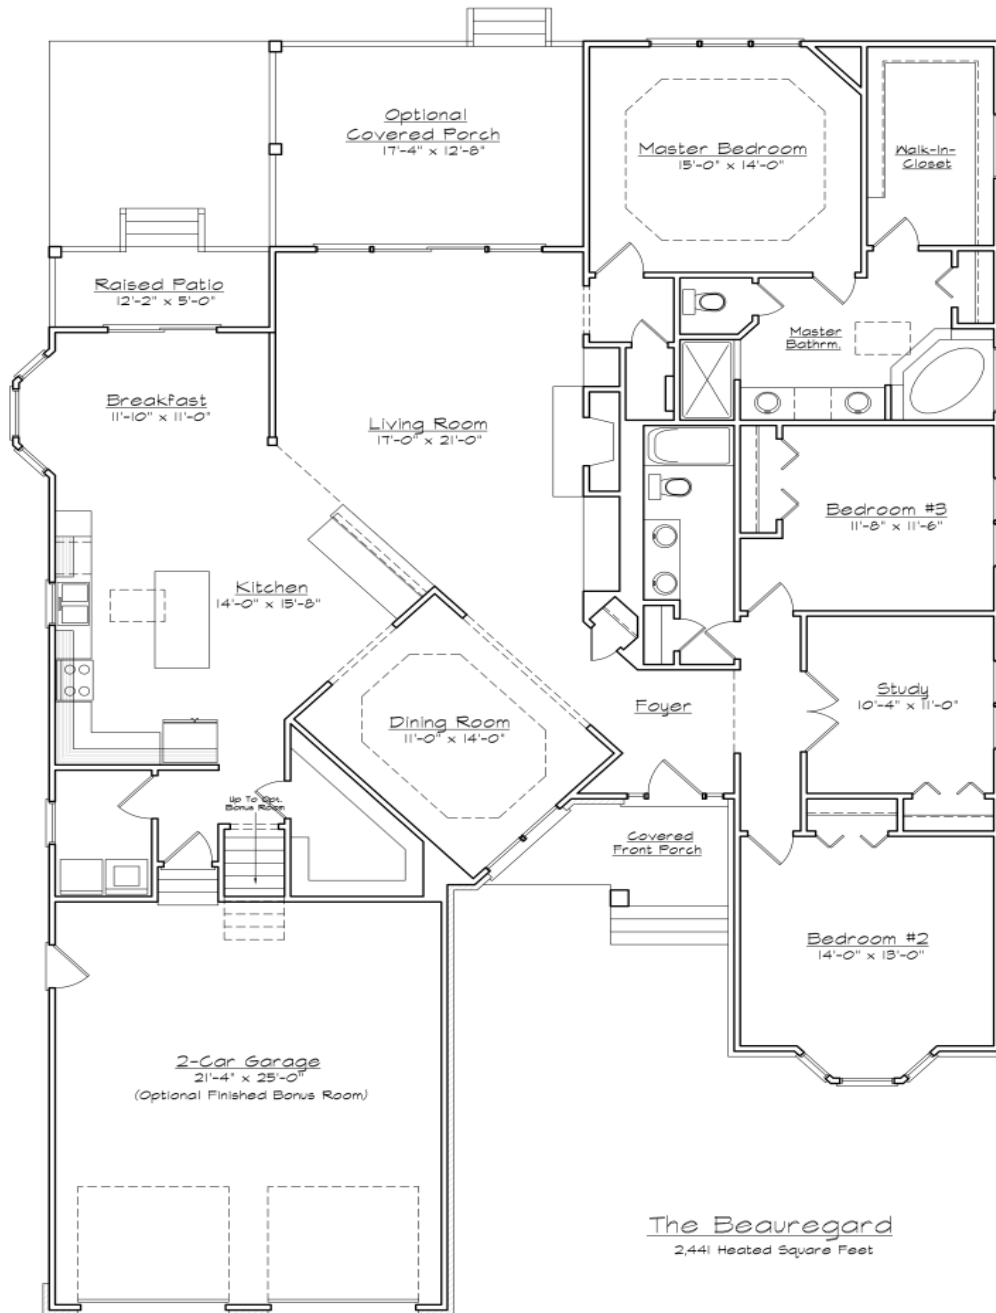 Optional
Covered Porch
17'-4" x 12'-8"
Master Bedroom
15'-0" x 14'-0"
Walk-In-
Closet
Raised Patio
12'-2" x 5'-0"
Master
Bathrm.
Breakfast
11'-10" x 11'-0"
Living Room
17'-0" x 21'-0"
Bedroom #3
11'-8" x 11'-6"
Kitchen
14'-0" x 15'-8"
Dining Room
11'-0" x 14'-0"
Foyer
Study
10'-4" x 11'-0"
Up To Opt.
Bonus Room
Covered
Front Porch
Bedroom #2
14'-0" x 13'-0"
2-Car Garage
21'-4" x 25'-0"
(Optional Finished Bonus Room)
The Beauregard
2,441 Heated Square Feet